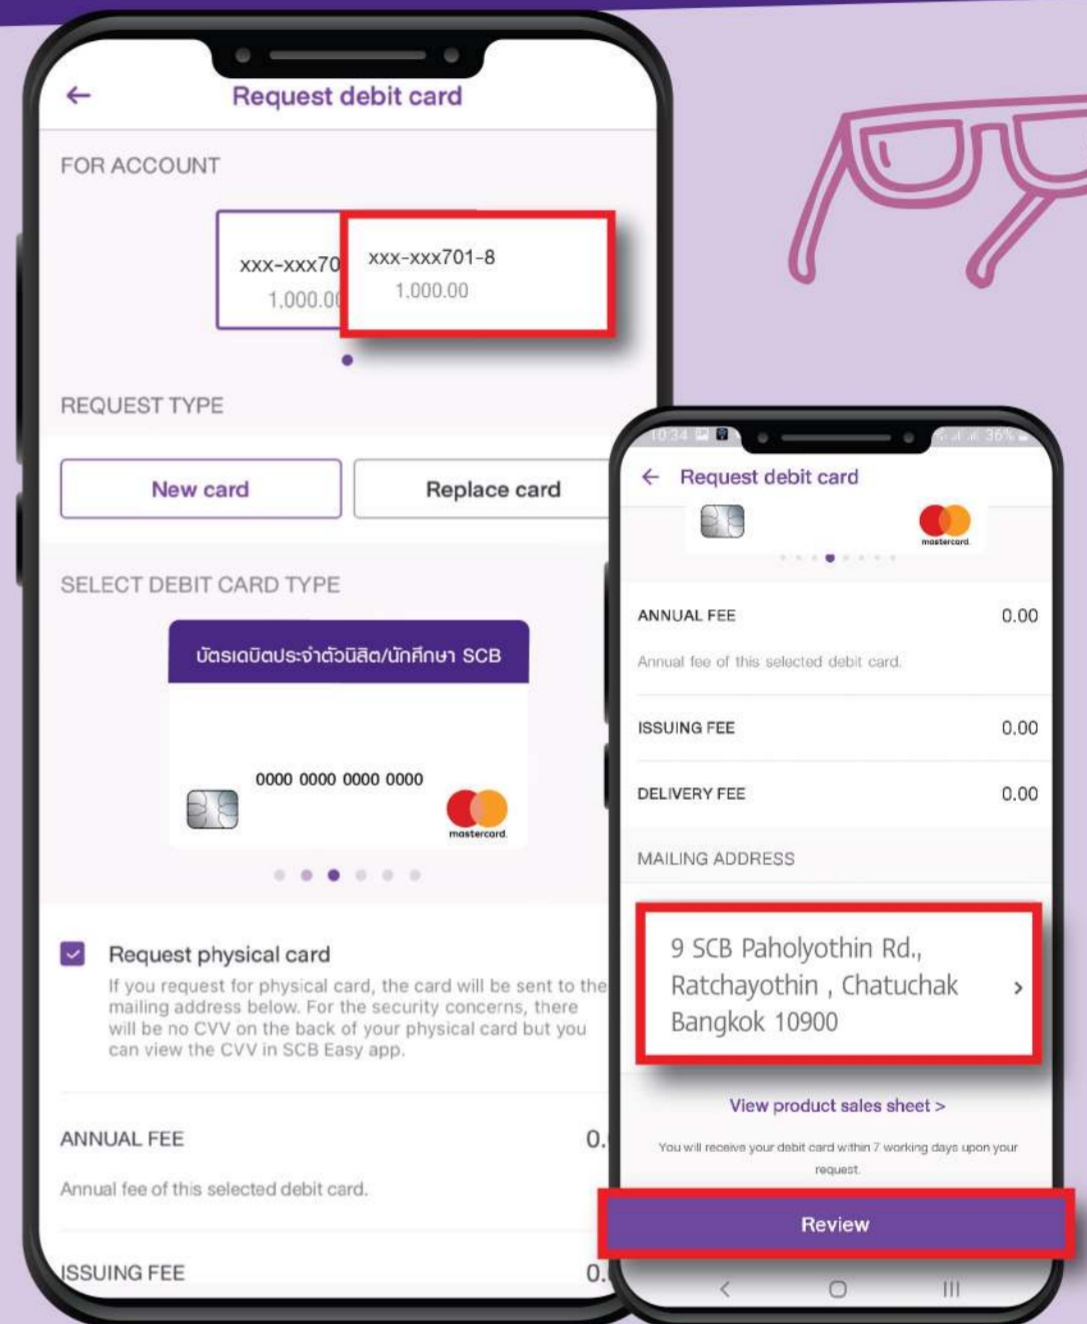 Request debit card
FOR ACCOUNT
xxx-xxx70
1,000.00
xxx-xxx701-8
1,000.00
REQUEST TYPE
New card
Replace card
SELECT DEBIT CARD TYPE
บัตรเดบิตประจำตัวนิสิต/นักศึกษา SCB
0000 0000 0000 0000
mastercard.
Request physical card
If you request for physical card, the card will be sent to the
mailing address below. For the security concerns, there
will be no CVV on the back of your physical card but you
can view the CVV in SCB Easy app.
ANNUAL FEE
0.
Annual fee of this selected debit card.
ISSUING FEE
0.
10:34
36%
Request debit card
mastercard.
ANNUAL FEE
0.00
Annual fee of this selected debit card.
ISSUING FEE
0.00
DELIVERY FEE
0.00
MAILING ADDRESS
9 SCB Paholyothin Rd.,
Ratchayothin , Chatuchak
Bangkok 10900
View product sales sheet >
You will receive your debit card within 7 working days upon your
request.
Review